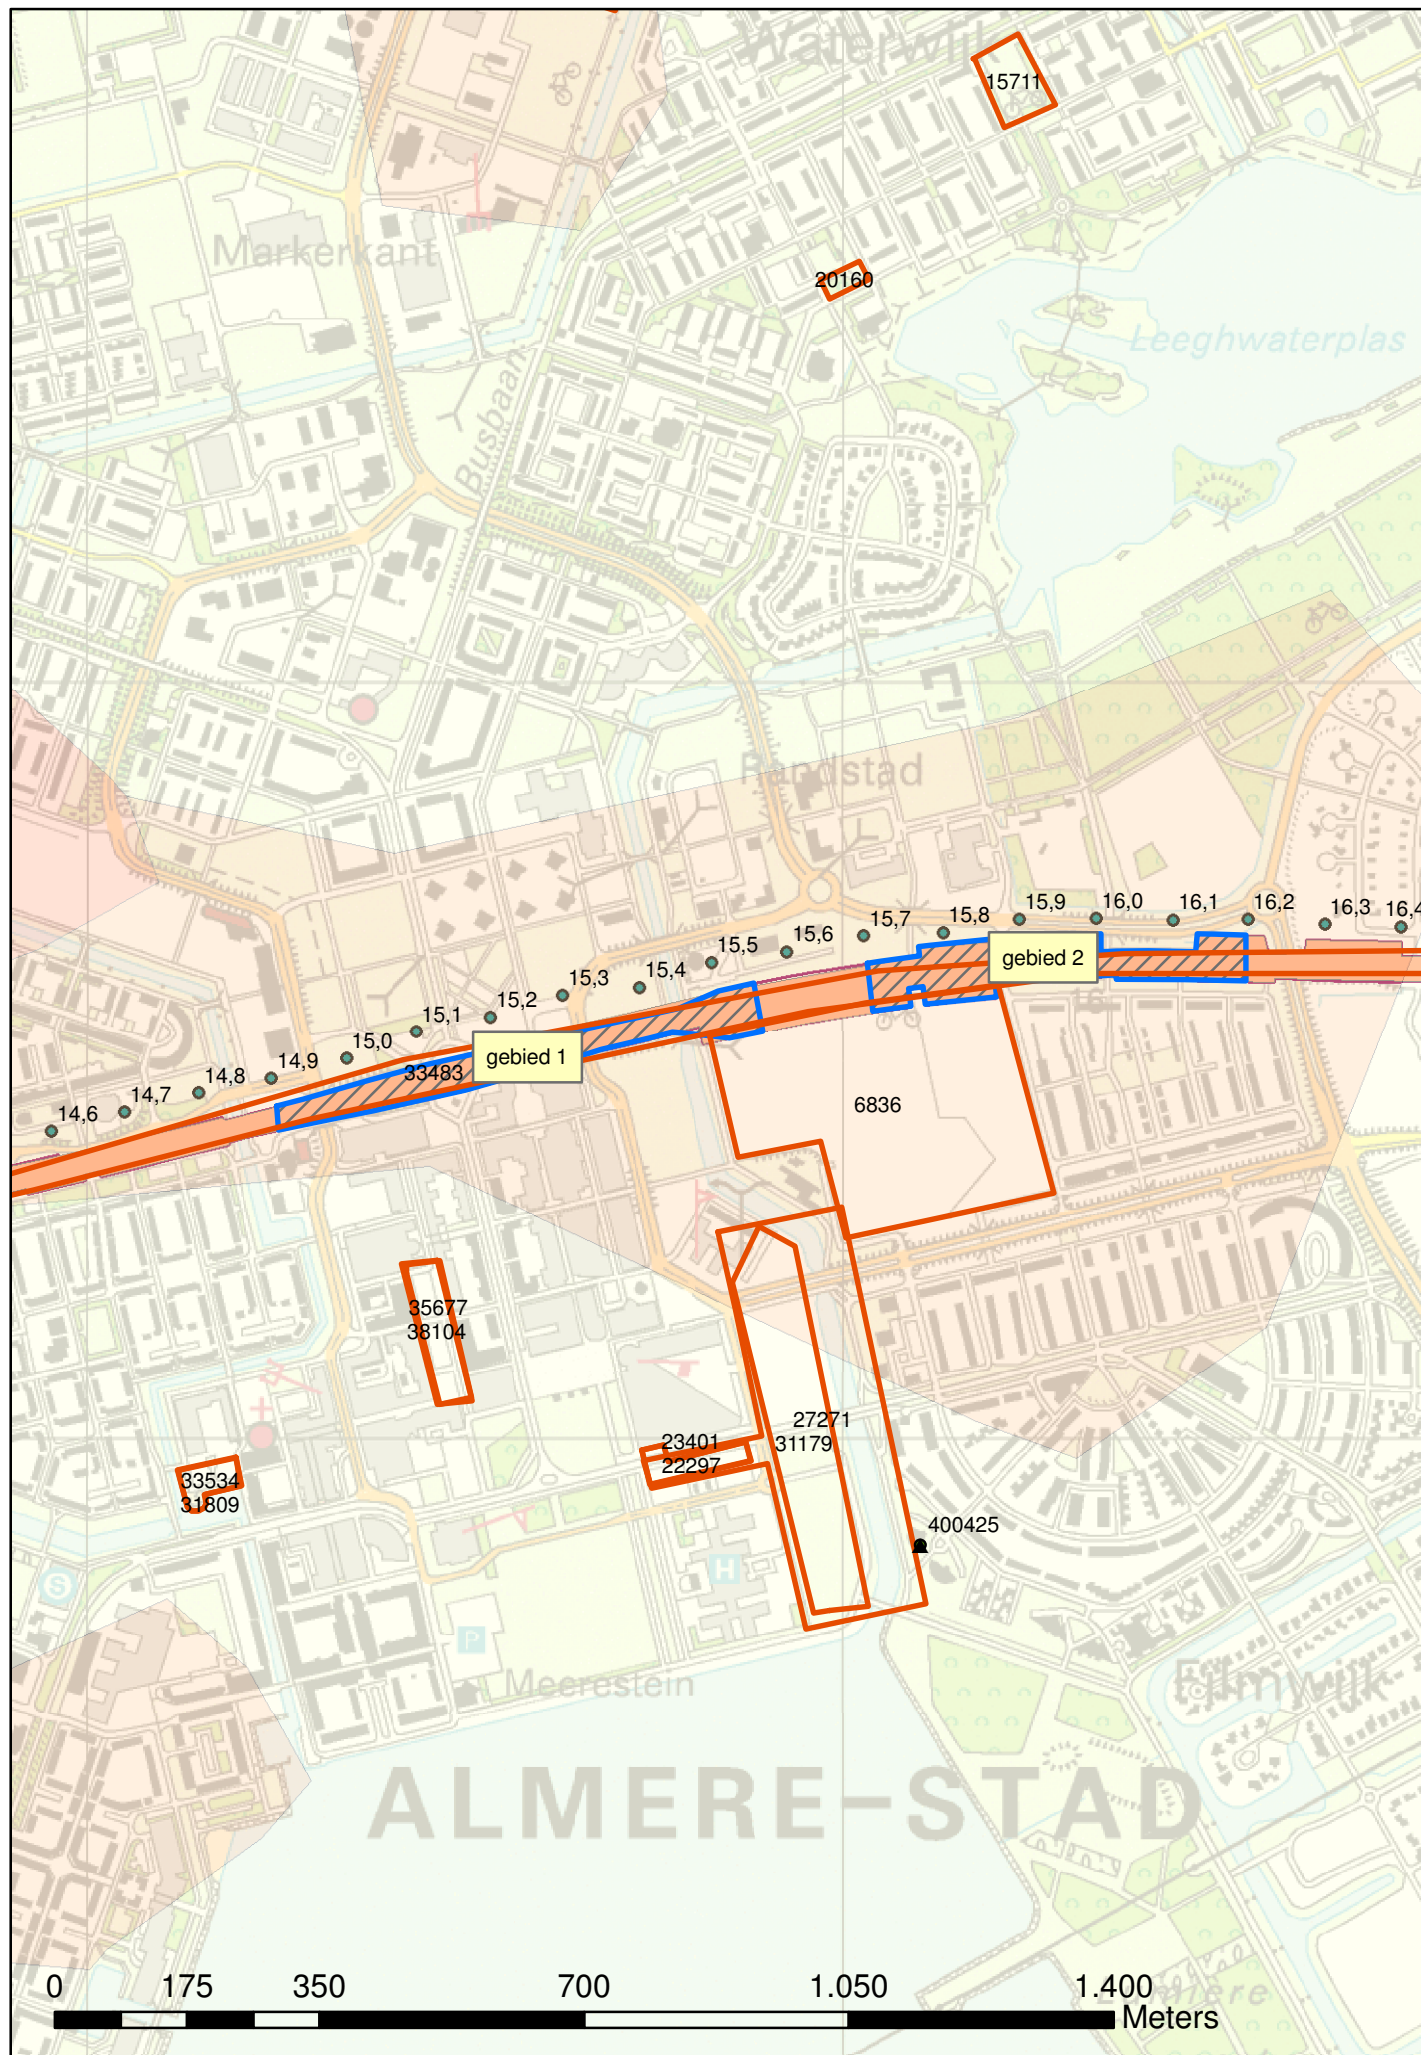 Waterwijk
15711
Markerkant
20160
Leeghwaterplas
Busbaan
Randstad
15,9
16,0
16,1
16,2
16,3
16,4
15,8
15,7
15,6
15,5
15,4
15,3
15,2
15,1
15,0
14,9
14,8
14,7
14,6
gebied 2
gebied 1
33483
16
6836
35677
38104
27271
31179
23401
22297
33534
31809
400425
H
S
P
Meerestein
Filmwijk
ALMERE-STAD
Lumière
0 175 350 700 1.050 1.400
Meters